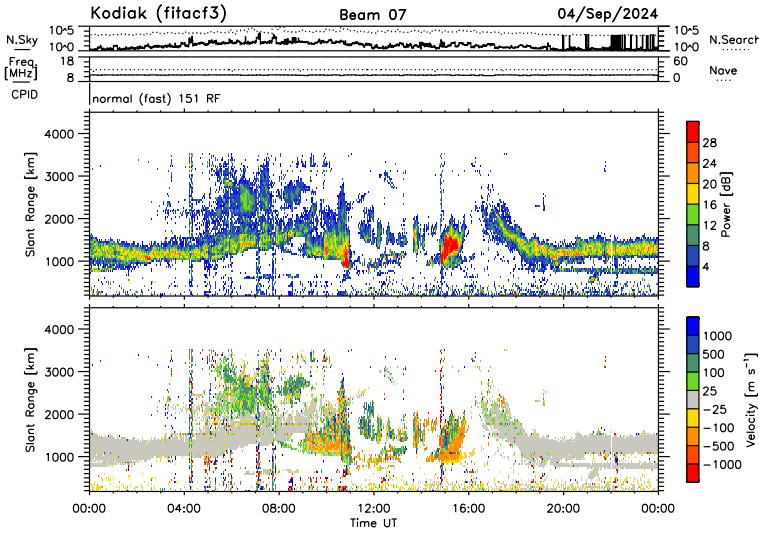 Kodiak (fitacf3) Beam 07 04/Sep/2024
N.Sky 10^5 10^5 N.Search
10^0 10^0
Freq. 18 60 Nave
[MHz] 8 0
CPID normal (fast) 151 RF
Slant Range [km]
4000
3000
2000
1000
Power [dB]
28
24
20
16
12
8
4
Slant Range [km]
4000
3000
2000
1000
Velocity [m s⁻¹]
1000
500
100
25
−25
−100
−500
−1000
00:00 04:00 08:00 12:00 16:00 20:00 00:00
Time UT